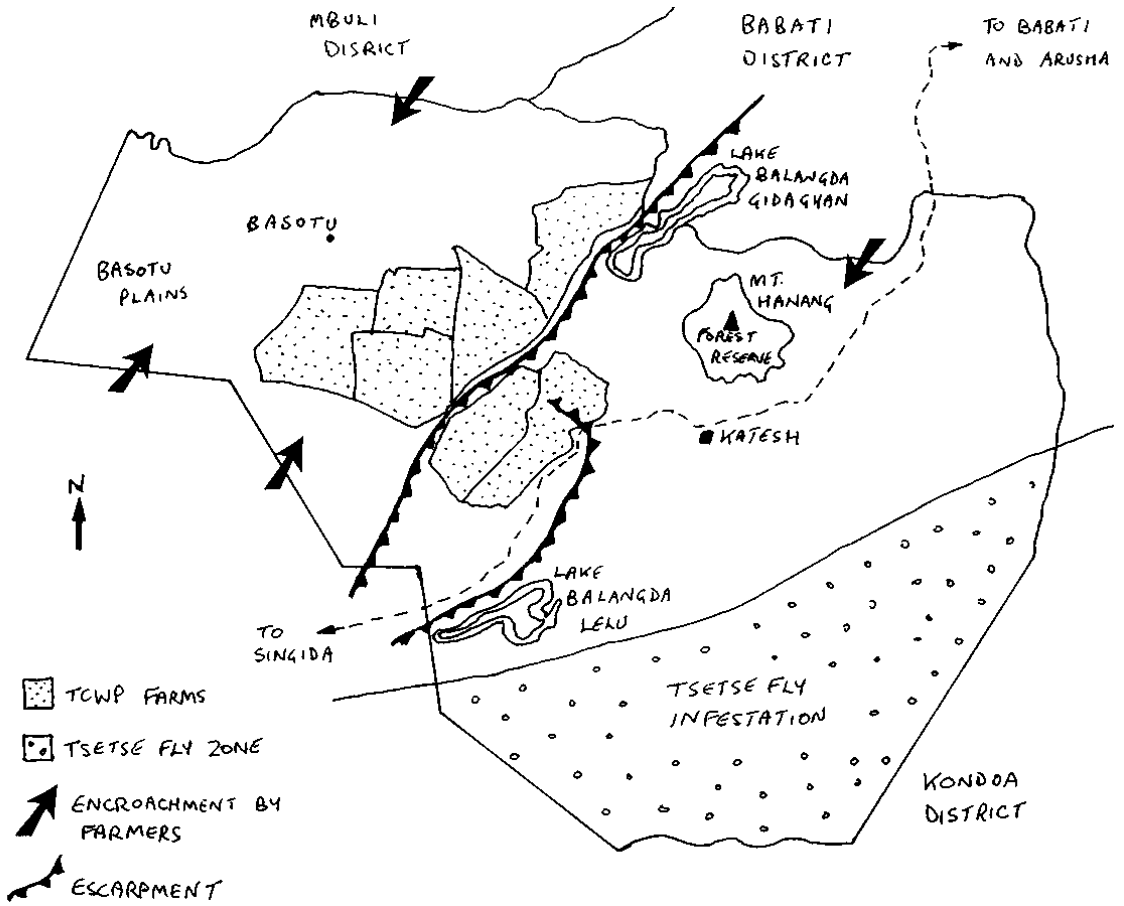 MBULI
DISRICT
BABATI
DISTRICT
TO BABATI
AND ARUSHA
LAKE
BALANGDA
GIDAGHAN
BASOTU
BASOTU
PLAINS
MT.
HANANG
FOREST
RESERVE
KATESH
N
LAKE
BALANGDA
LELU
TO
SINGIDA
TSETSE FLY
INFESTATION
KONDOA
DISTRICT
TCWP FARMS
TSETSE FLY ZONE
ENCROACHMENT BY
FARMERS
ESCARPMENT